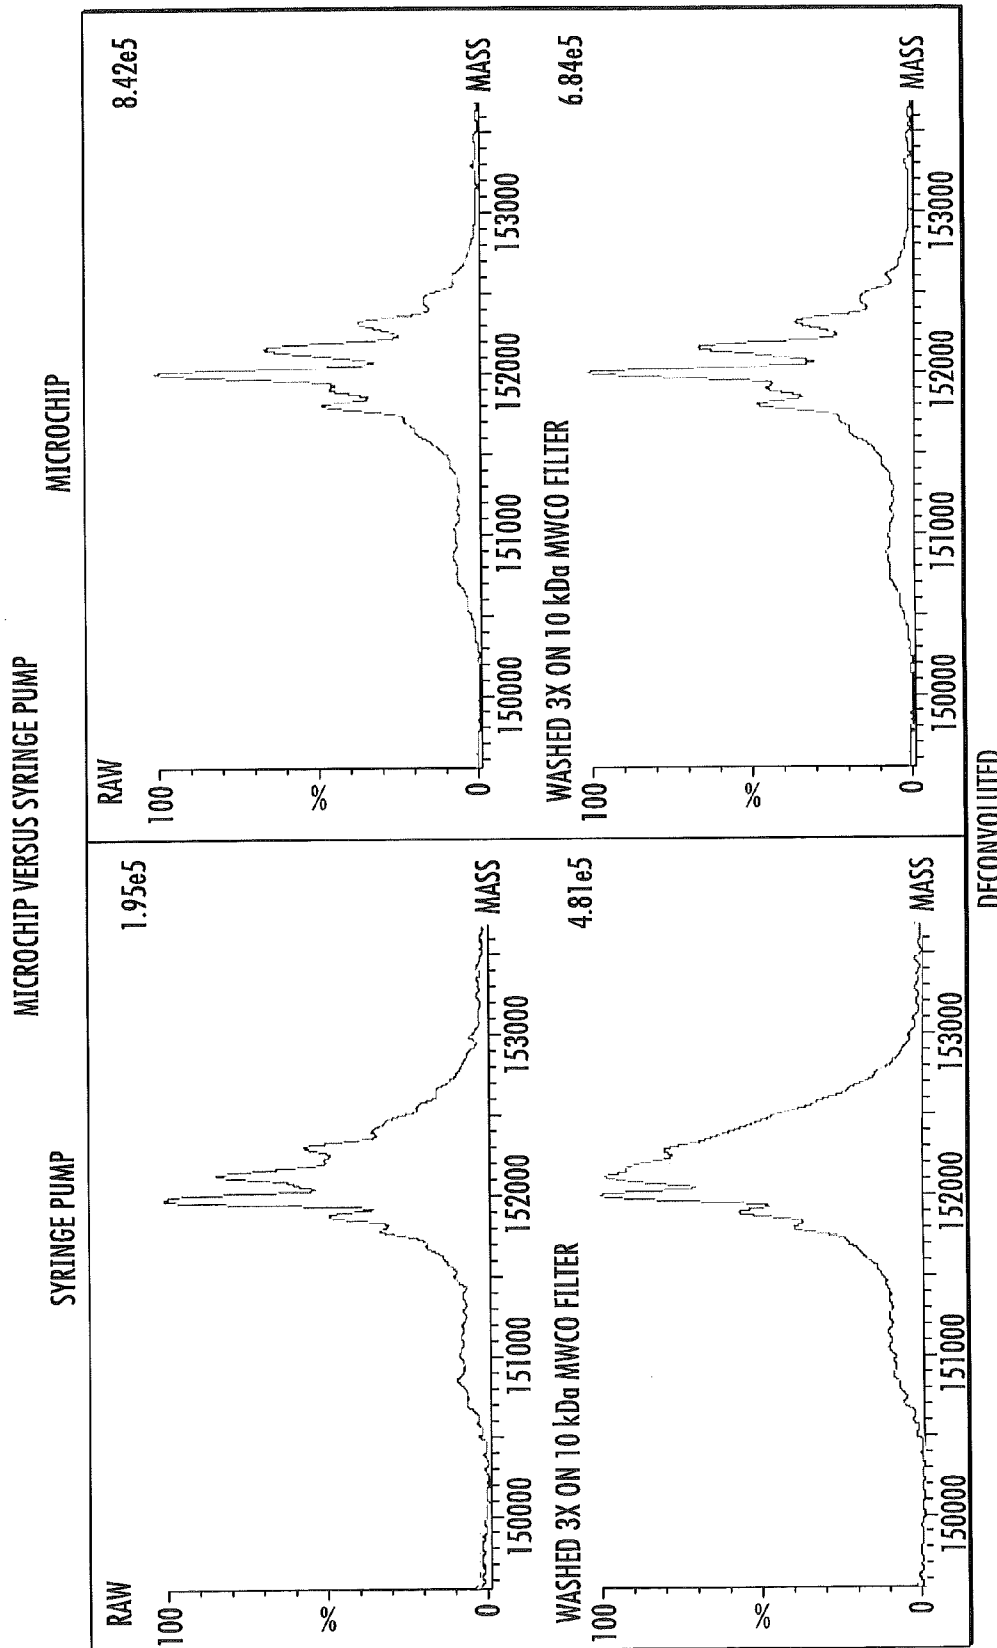 MICROCHIP VERSUS SYRINGE PUMP
SYRINGE PUMP
MICROCHIP
RAW
1.95e5
100
%
0
150000
151000
152000
153000
MASS
WASHED 3X ON 10 kDa MWCO FILTER
4.81e5
100
%
0
150000
151000
152000
153000
MASS
RAW
8.42e5
100
%
0
150000
151000
152000
153000
MASS
WASHED 3X ON 10 kDa MWCO FILTER
6.84e5
100
%
0
150000
151000
152000
153000
MASS
DECONVOLUTED